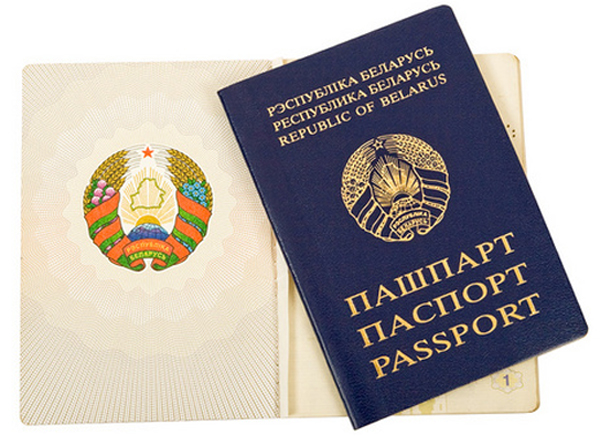 РЭСПУБЛІКА
БЕЛАРУСЬ
РЭСПУБЛІКА БЕЛАРУСЬ
РЕСПУБЛИКА БЕЛАРУСЬ
REPUBLIC OF BELARUS
ПАШПАРТ
ПАСПОРТ
PASSPORT
1